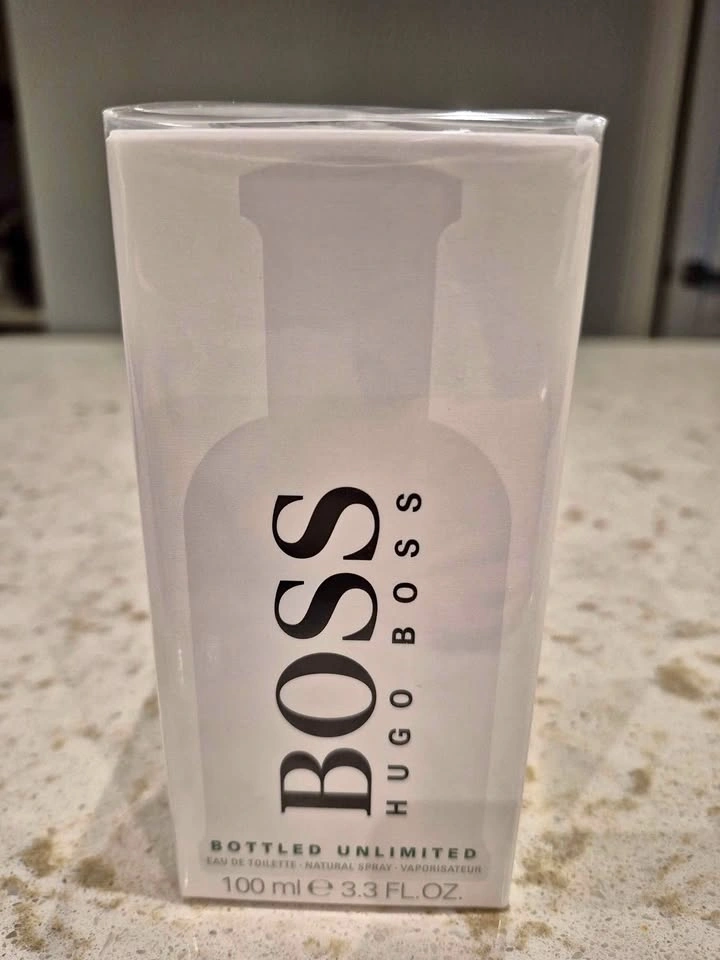 BOSS
HUGO BOSS
BOTTLED UNLIMITED
EAU DE TOILETTE · NATURAL SPRAY · VAPORISATEUR
100 ml ℮ 3.3 FL.OZ.